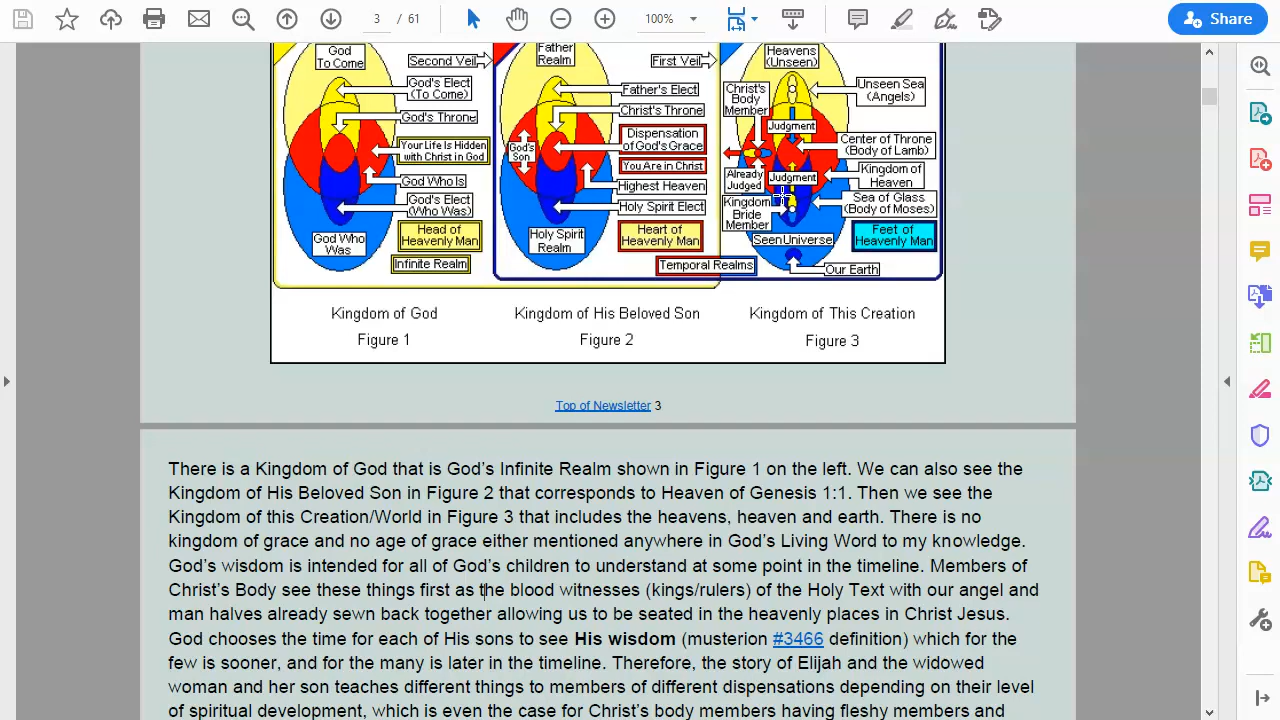 3 / 61
100%
Share
God
To Come
Second Veil
God's Elect
(To Come)
God's Throne
Your Life Is Hidden
with Christ in God
God Who Is
God's Elect
(Who Was)
God Who
Was
Head of
Heavenly Man
Infinite Realm
Father
Realm
First Veil
Father's Elect
Christ's Throne
God's
Son
Dispensation
of God's Grace
You Are in Christ
Highest Heaven
Holy Spirit Elect
Holy Spirit
Realm
Heart of
Heavenly Man
Temporal Realms
Heavens
(Unseen)
Christ's
Body
Member
Unseen Sea
(Angels)
Judgment
Center of Throne
(Body of Lamb)
Already
Judged
Judgment
Kingdom of
Heaven
Kingdom
Bride
Member
Sea of Glass
(Body of Moses)
Seen Universe
Feet of
Heavenly Man
Our Earth
Kingdom of God
Figure 1
Kingdom of His Beloved Son
Figure 2
Kingdom of This Creation
Figure 3
Top of Newsletter 3
There is a Kingdom of God that is God's Infinite Realm shown in Figure 1 on the left. We can also see the
Kingdom of His Beloved Son in Figure 2 that corresponds to Heaven of Genesis 1:1. Then we see the
Kingdom of this Creation/World in Figure 3 that includes the heavens, heaven and earth. There is no
kingdom of grace and no age of grace either mentioned anywhere in God's Living Word to my knowledge.
God's wisdom is intended for all of God's children to understand at some point in the timeline. Members of
Christ's Body see these things first as the blood witnesses (kings/rulers) of the Holy Text with our angel and
man halves already sewn back together allowing us to be seated in the heavenly places in Christ Jesus.
God chooses the time for each of His sons to see His wisdom (musterion #3466 definition) which for the
few is sooner, and for the many is later in the timeline. Therefore, the story of Elijah and the widowed
woman and her son teaches different things to members of different dispensations depending on their level
of spiritual development, which is even the case for Christ's body members having fleshy members and